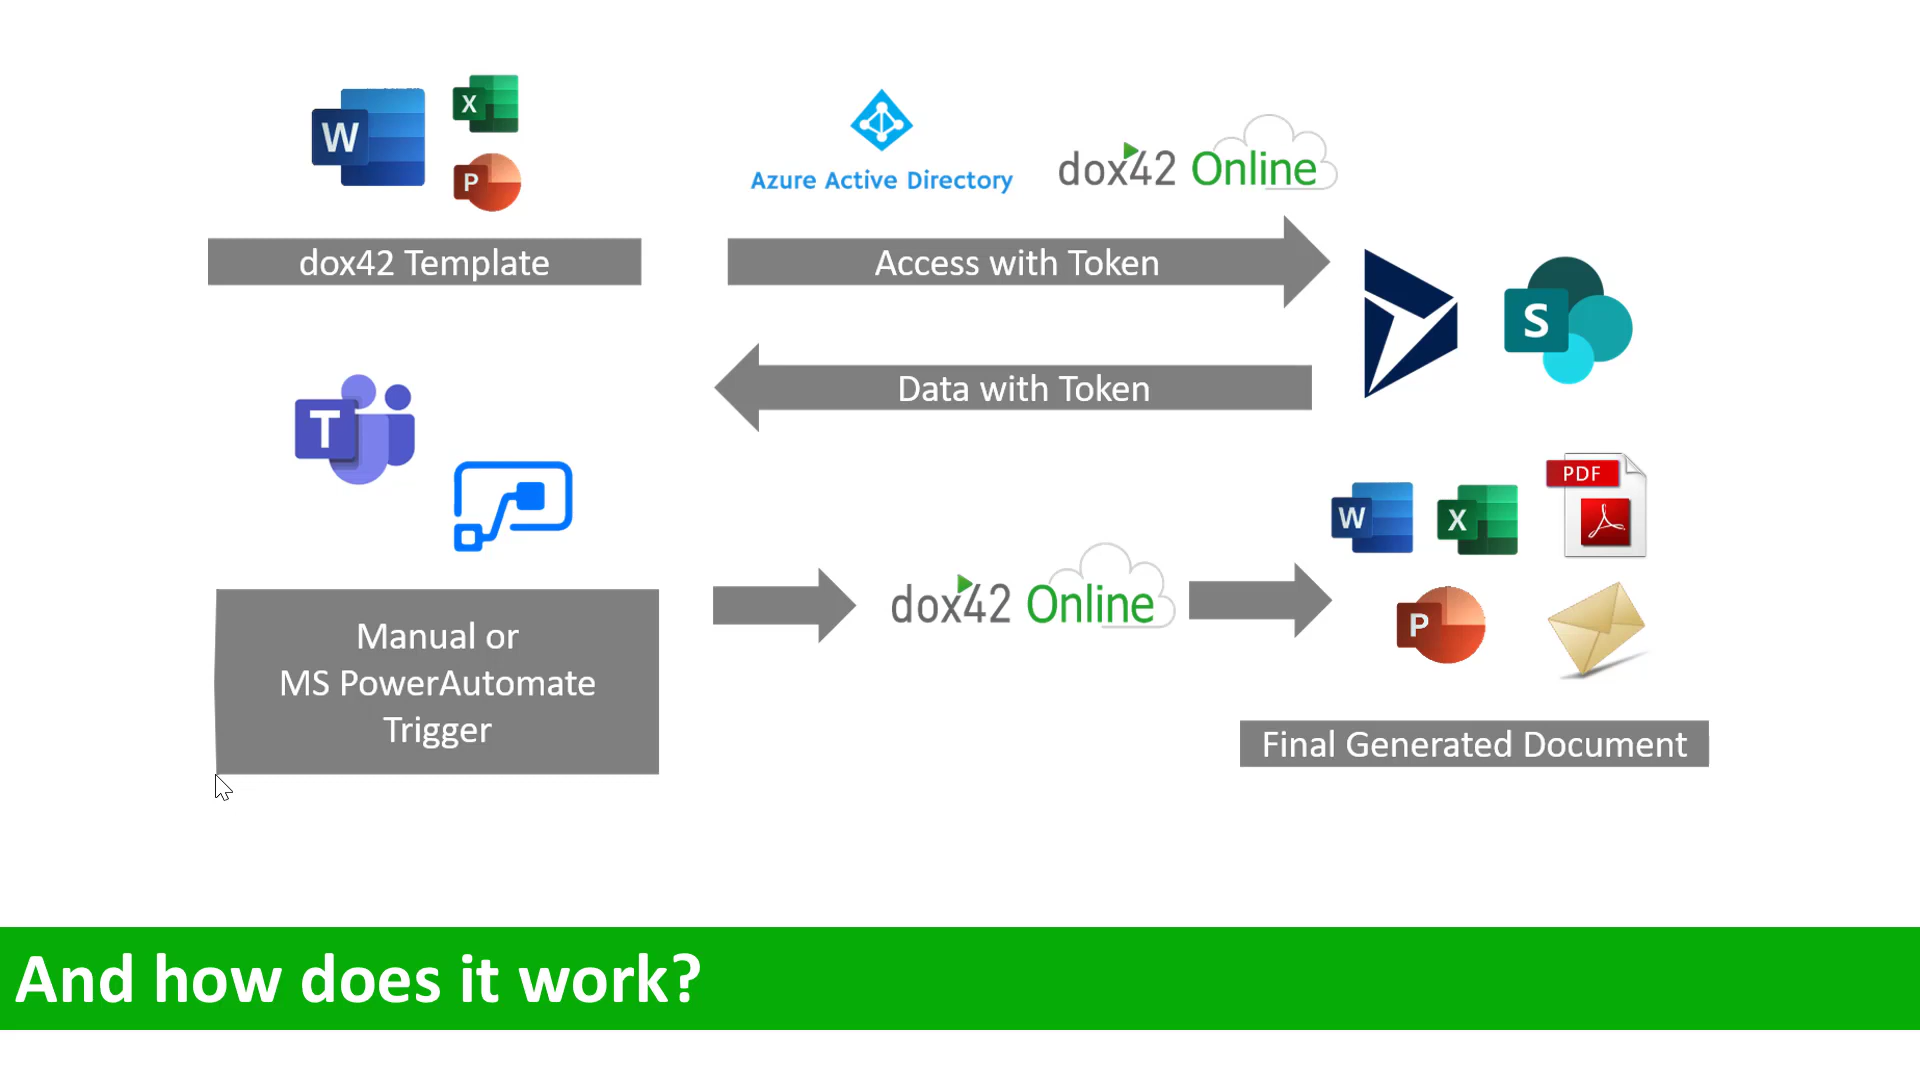 W
X
P
Azure Active Directory
dox42 Online
dox42 Template
Access with Token
S
Data with Token
T
PDF
W
X
dox42 Online
P
Manual or
MS PowerAutomate
Trigger
Final Generated Document
And how does it work?